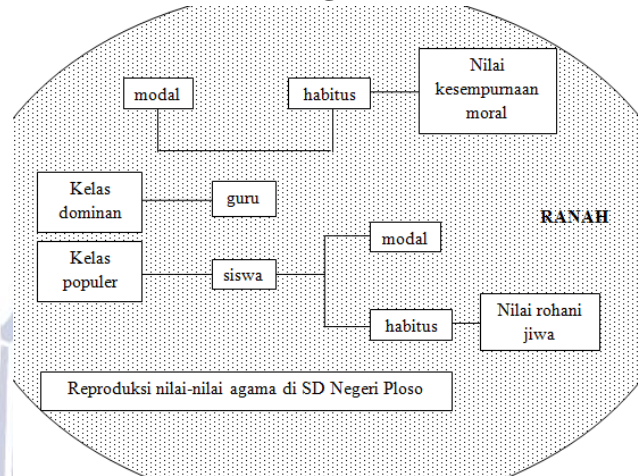 modal
habitus
Nilai
kesempurnaan
moral
Kelas
dominan
guru
RANAH
Kelas
populer
siswa
modal
habitus
Nilai rohani
jiwa
Reproduksi nilai-nilai agama di SD Negeri Ploso